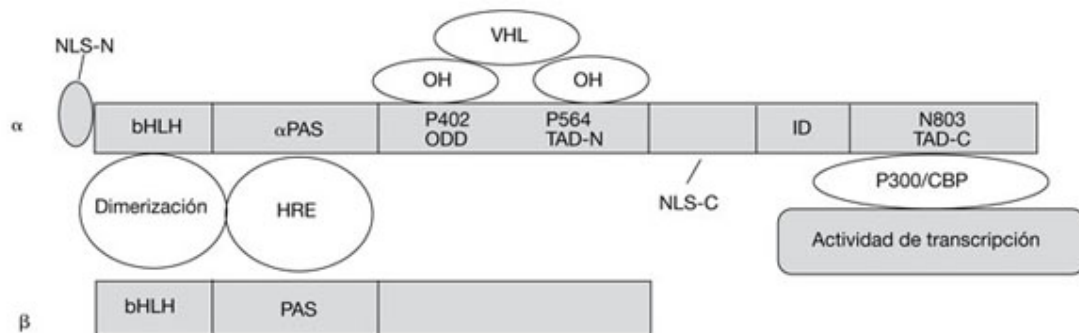 NLS-N
VHL
OH
OH
α
bHLH
αPAS
P402
ODD
P564
TAD-N
ID
N803
TAD-C
Dimerización
HRE
NLS-C
P300/CBP
Actividad de transcripción
β
bHLH
PAS